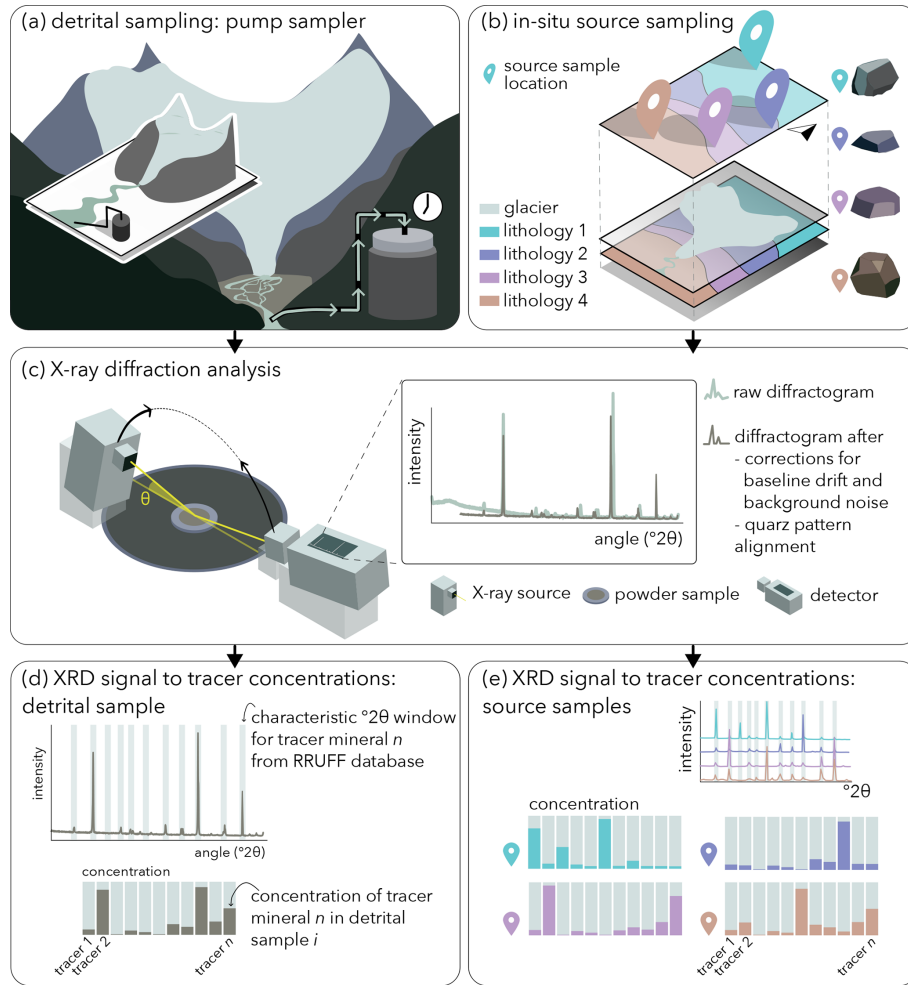 (a) detrital sampling: pump sampler
(b) in-situ source sampling
source sample
location
glacier
lithology 1
lithology 2
lithology 3
lithology 4
(c) X-ray diffraction analysis
θ
intensity
angle (°2θ)
raw diffractogram
diffractogram after
- corrections for
baseline drift and
background noise
- quarz pattern
alignment
X-ray source
powder sample
detector
(d) XRD signal to tracer concentrations:
detrital sample
characteristic °2θ window
for tracer mineral n
from RRUFF database
intensity
angle (°2θ)
concentration
concentration of tracer
mineral n in detrital
sample i
tracer 1
tracer 2
tracer n
(e) XRD signal to tracer concentrations:
source samples
intensity
°2θ
concentration
tracer 1
tracer 2
tracer n